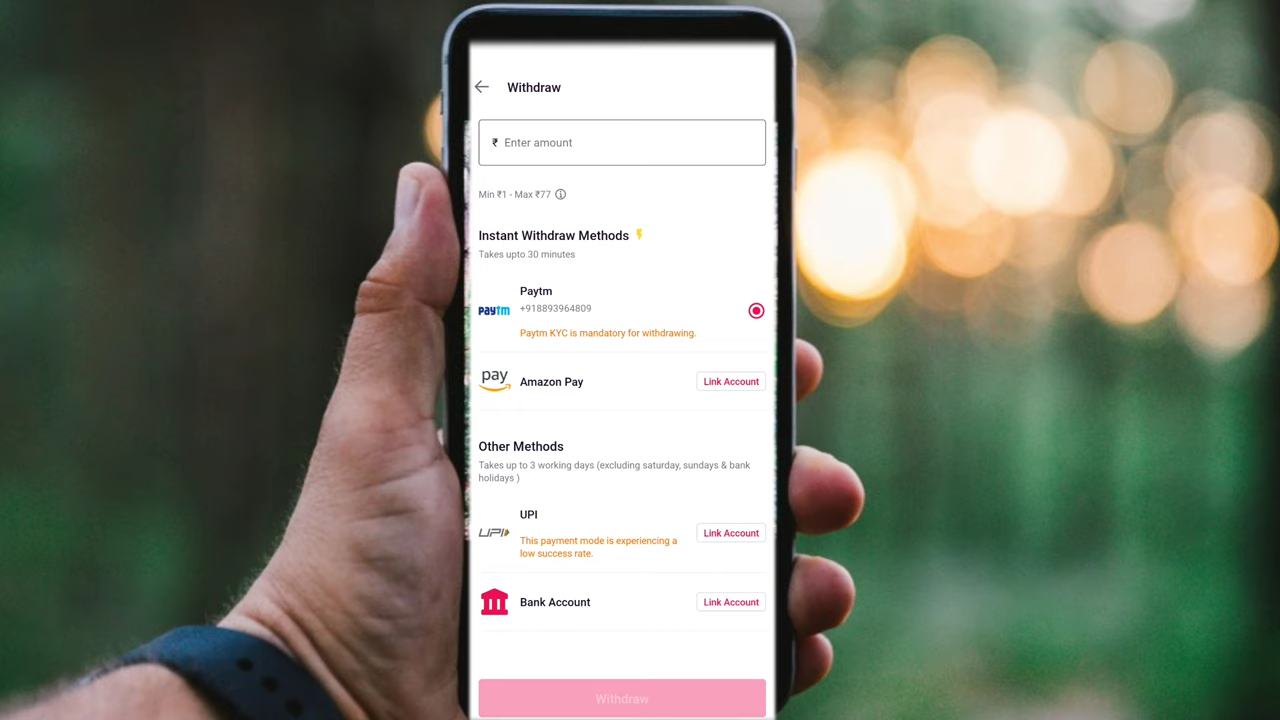 Withdraw
₹ Enter amount
Min ₹1 - Max ₹77
Instant Withdraw Methods
Takes upto 30 minutes
Paytm
paytm
+918893964809
Paytm KYC is mandatory for withdrawing.
pay
Amazon Pay
Link Account
Other Methods
Takes up to 3 working days (excluding saturday, sundays & bank
holidays )
UPI
UPI
Link Account
This payment mode is experiencing a
low success rate.
Bank Account
Link Account
Withdraw